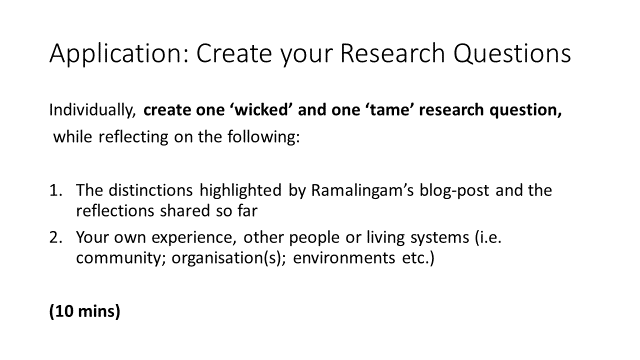 Application: Create your Research Questions
Individually, create one ‘wicked’ and one ‘tame’ research question,
while reflecting on the following:
1. The distinctions highlighted by Ramalingam’s blog-post and the
reflections shared so far
2. Your own experience, other people or living systems (i.e.
community; organisation(s); environments etc.)
(10 mins)